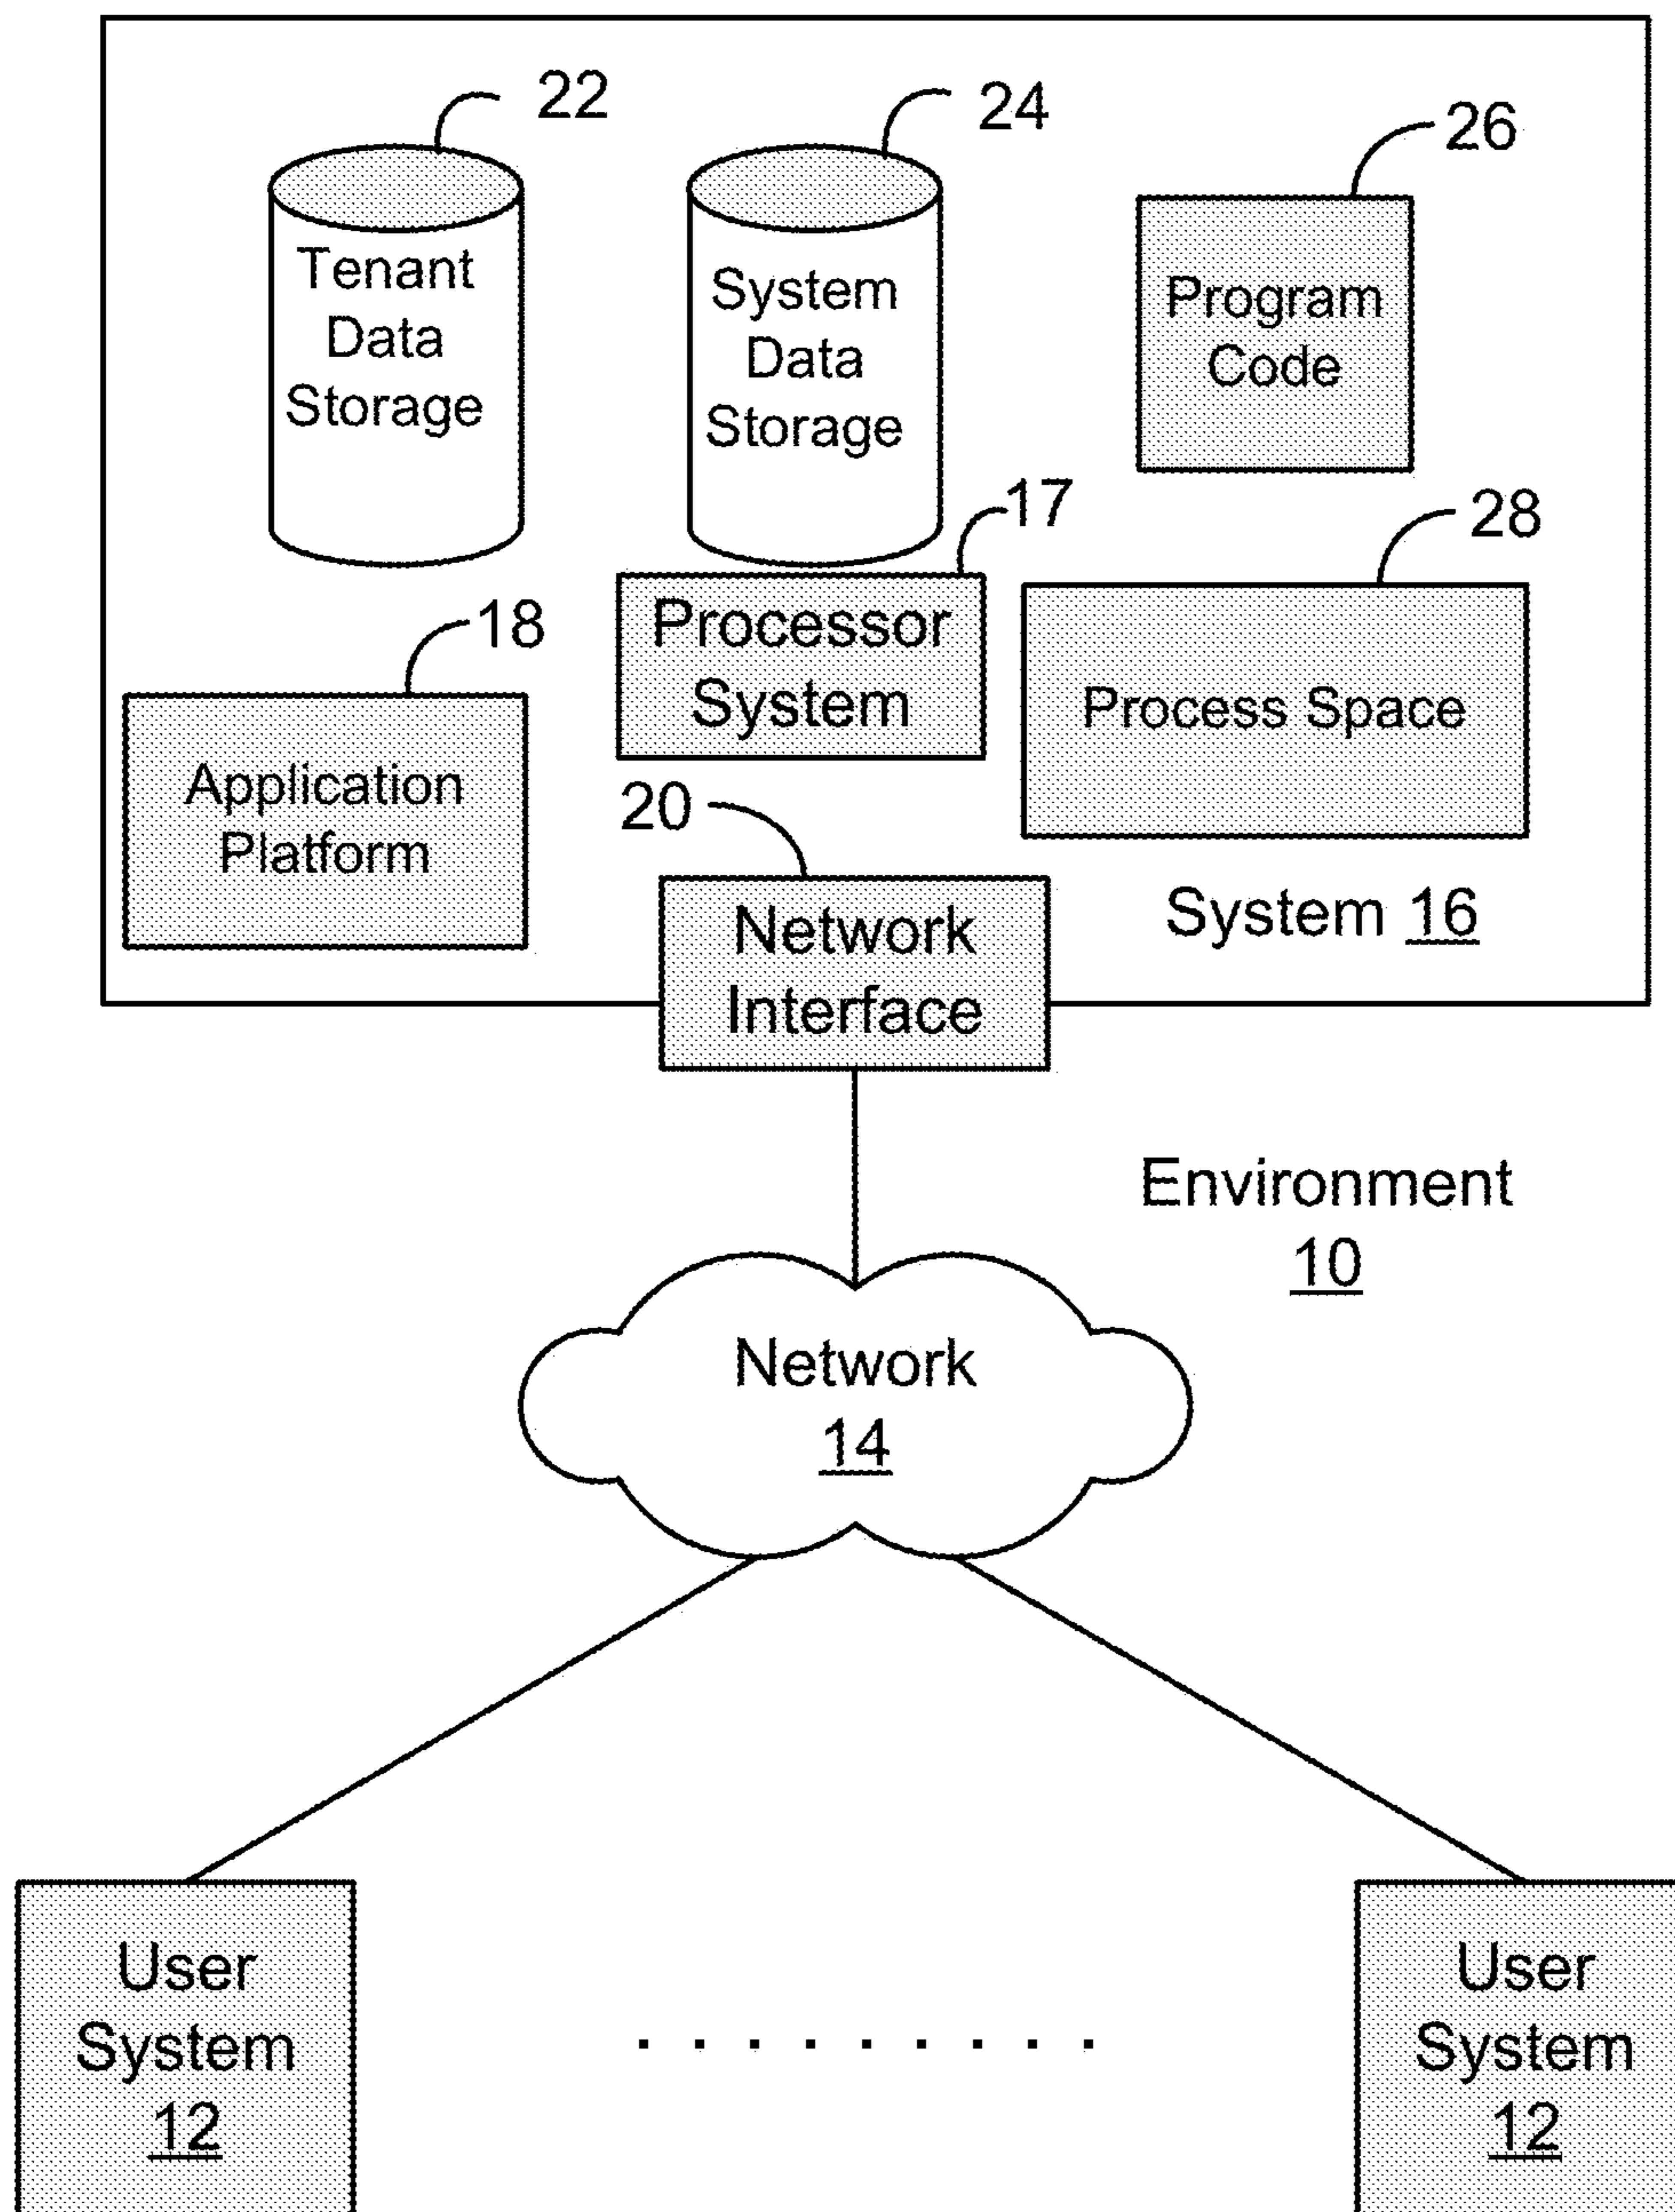 22
24
26
Tenant
Data
Storage
System
Data
Storage
Program
Code
17
28
18
Processor
System
Process Space
Application
Platform
20
Network
Interface
System 16
Environment
10
Network
14
User
System
12
. . . . . . . . .
User
System
12